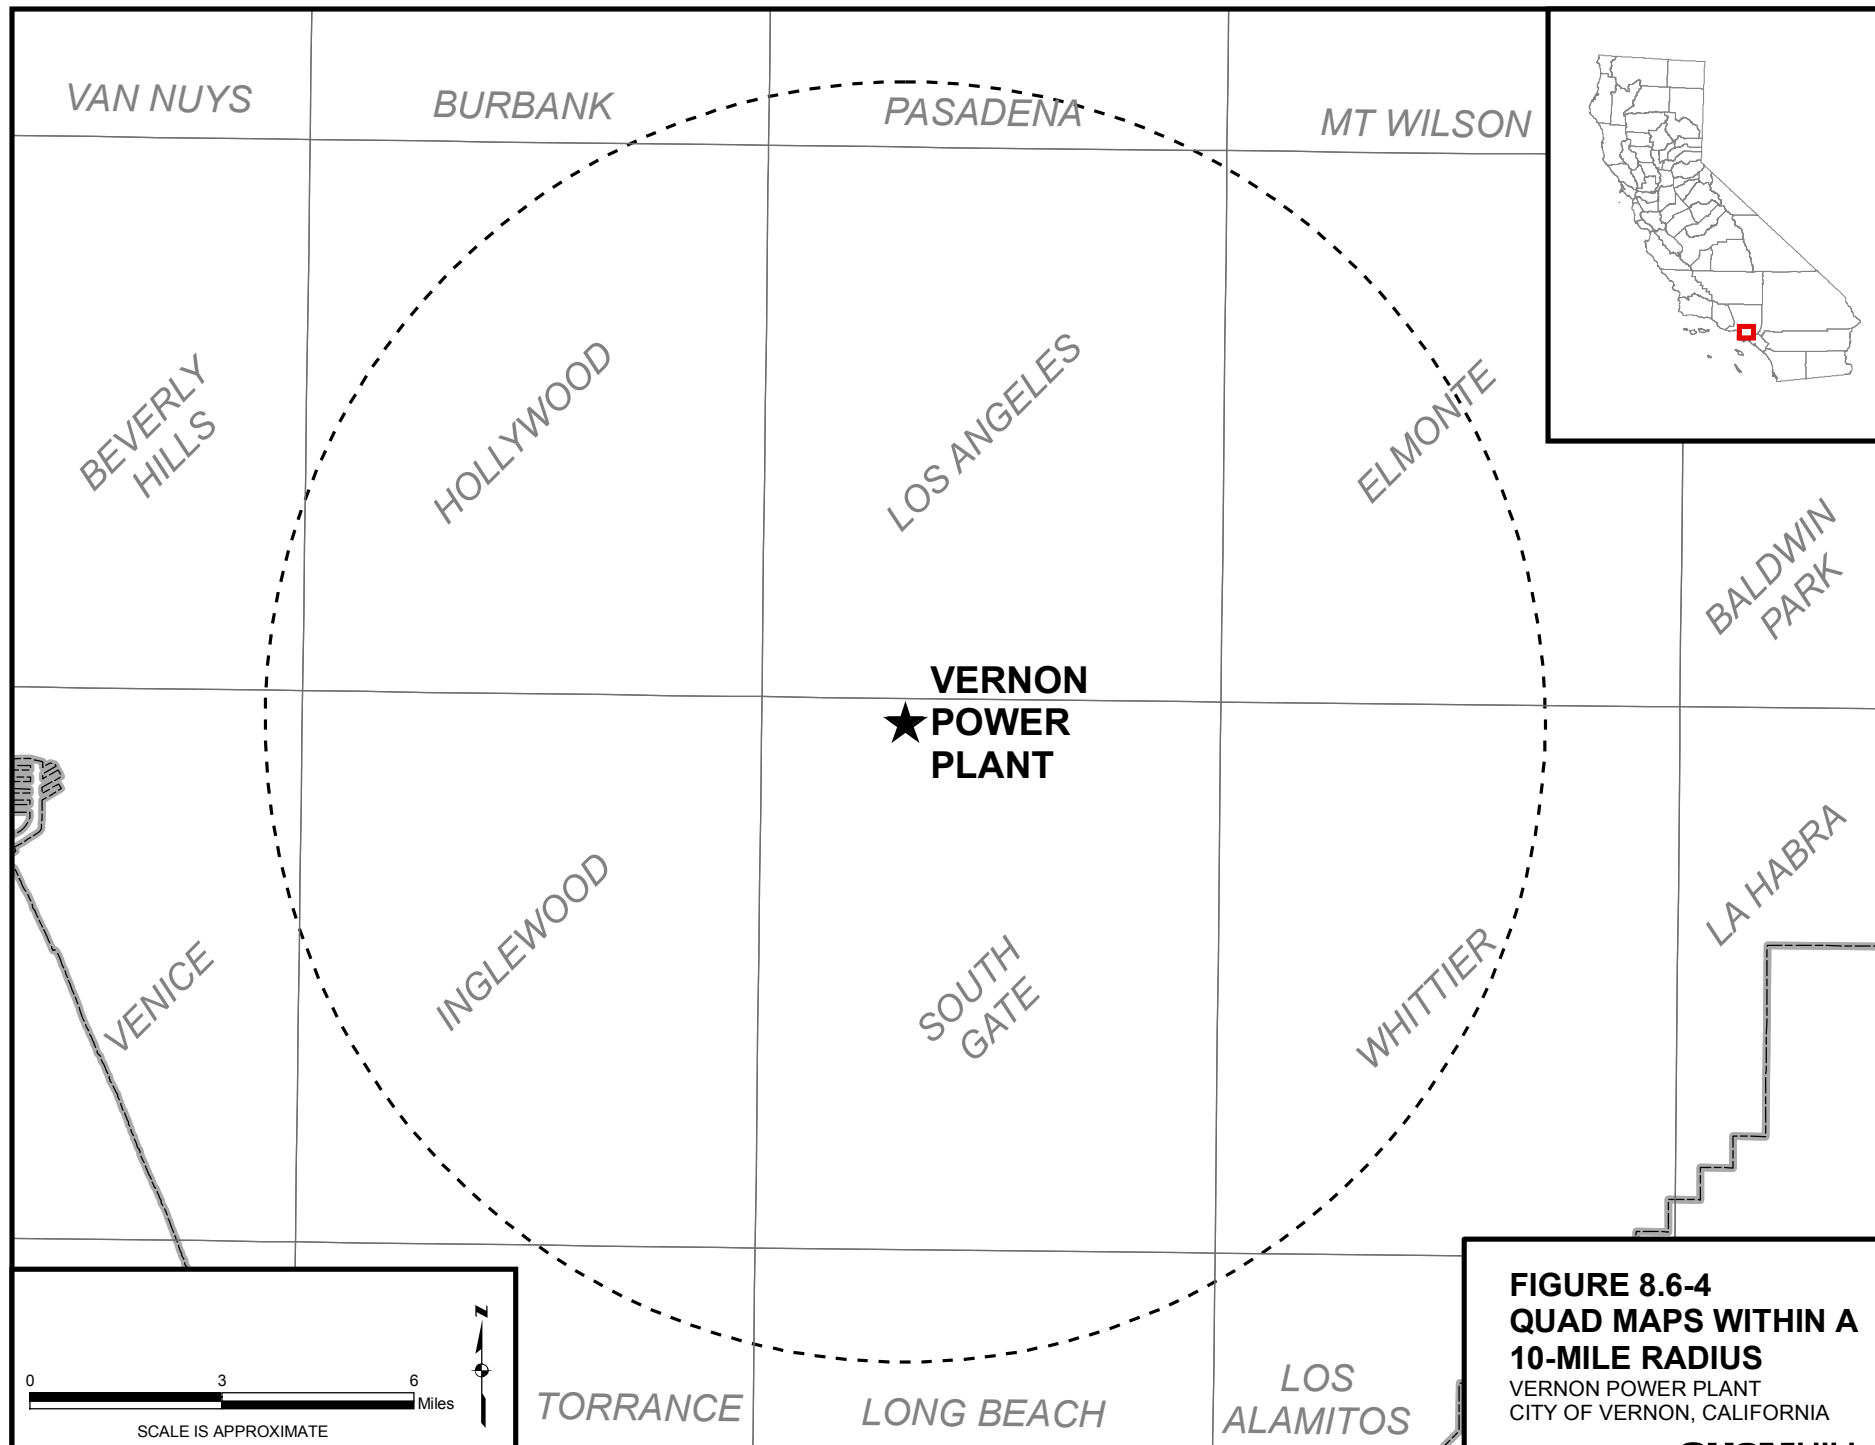 VAN NUYS
BURBANK
PASADENA
MT WILSON
BEVERLY
HILLS
HOLLYWOOD
LOS ANGELES
ELMONTE
BALDWIN
PARK
VERNON
POWER
PLANT
VENICE
INGLEWOOD
SOUTH
GATE
WHITTIER
LA HABRA
TORRANCE
LONG BEACH
LOS
ALAMITOS
N
0 3 6
Miles
SCALE IS APPROXIMATE
FIGURE 8.6-4
QUAD MAPS WITHIN A
10-MILE RADIUS
VERNON POWER PLANT
CITY OF VERNON, CALIFORNIA